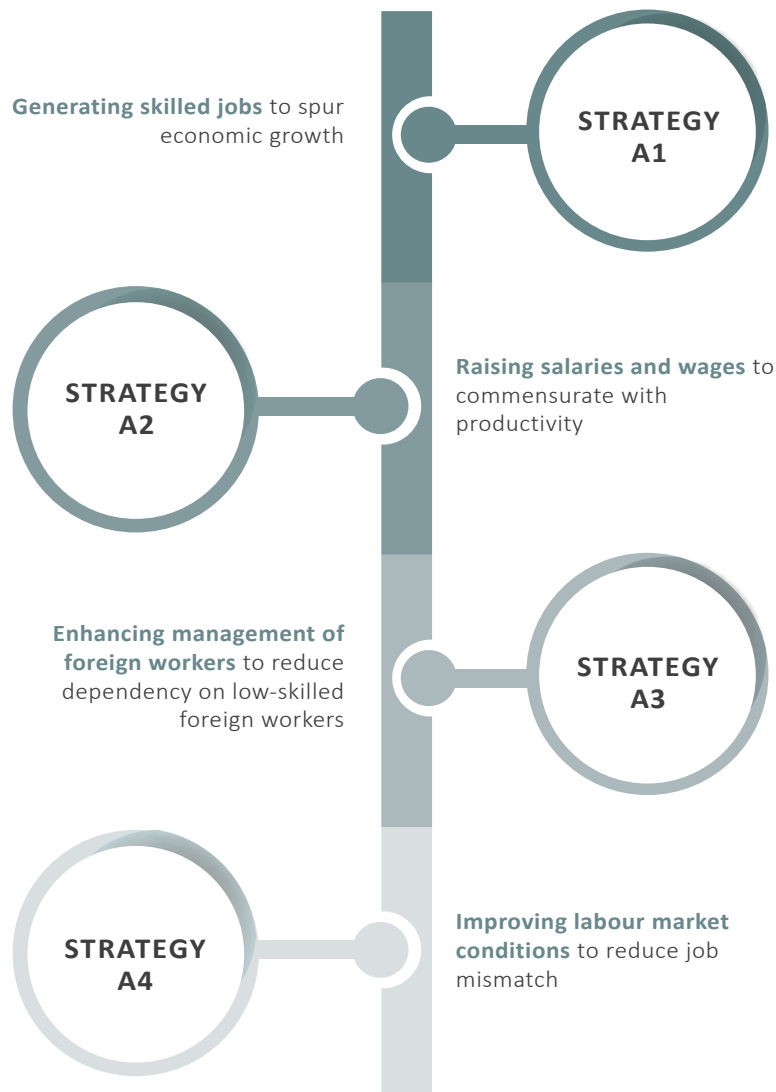 Generating skilled jobs to spur
economic growth
STRATEGY
A1
STRATEGY
A2
Raising salaries and wages to
commensurate with
productivity
Enhancing management of
foreign workers to reduce
dependency on low-skilled
foreign workers
STRATEGY
A3
STRATEGY
A4
Improving labour market
conditions to reduce job
mismatch